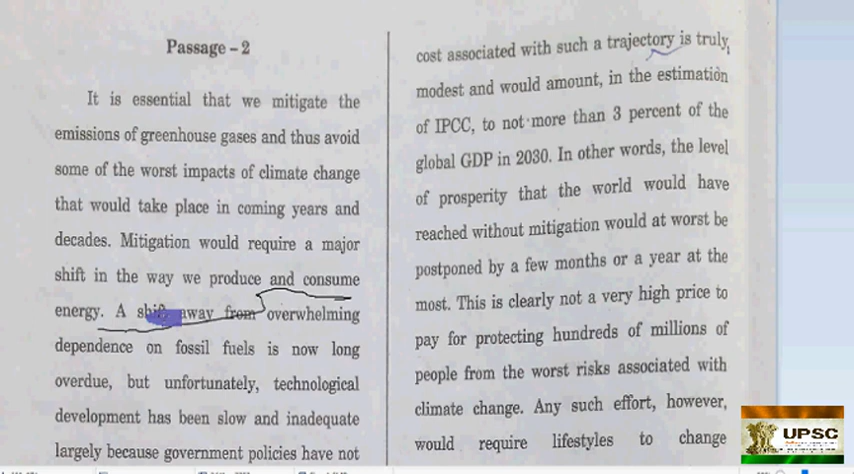 Passage – 2
It is essential that we mitigate the
emissions of greenhouse gases and thus avoid
some of the worst impacts of climate change
that would take place in coming years and
decades. Mitigation would require a major
shift in the way we produce and consume
energy. A shift away from overwhelming
dependence on fossil fuels is now long
overdue, but unfortunately, technological
development has been slow and inadequate
largely because government policies have not
cost associated with such a trajectory is truly
modest and would amount, in the estimation
of IPCC, to not more than 3 percent of the
global GDP in 2030. In other words, the level
of prosperity that the world would have
reached without mitigation would at worst be
postponed by a few months or a year at the
most. This is clearly not a very high price to
pay for protecting hundreds of millions of
people from the worst risks associated with
climate change. Any such effort, however,
would require lifestyles to change
UPSC